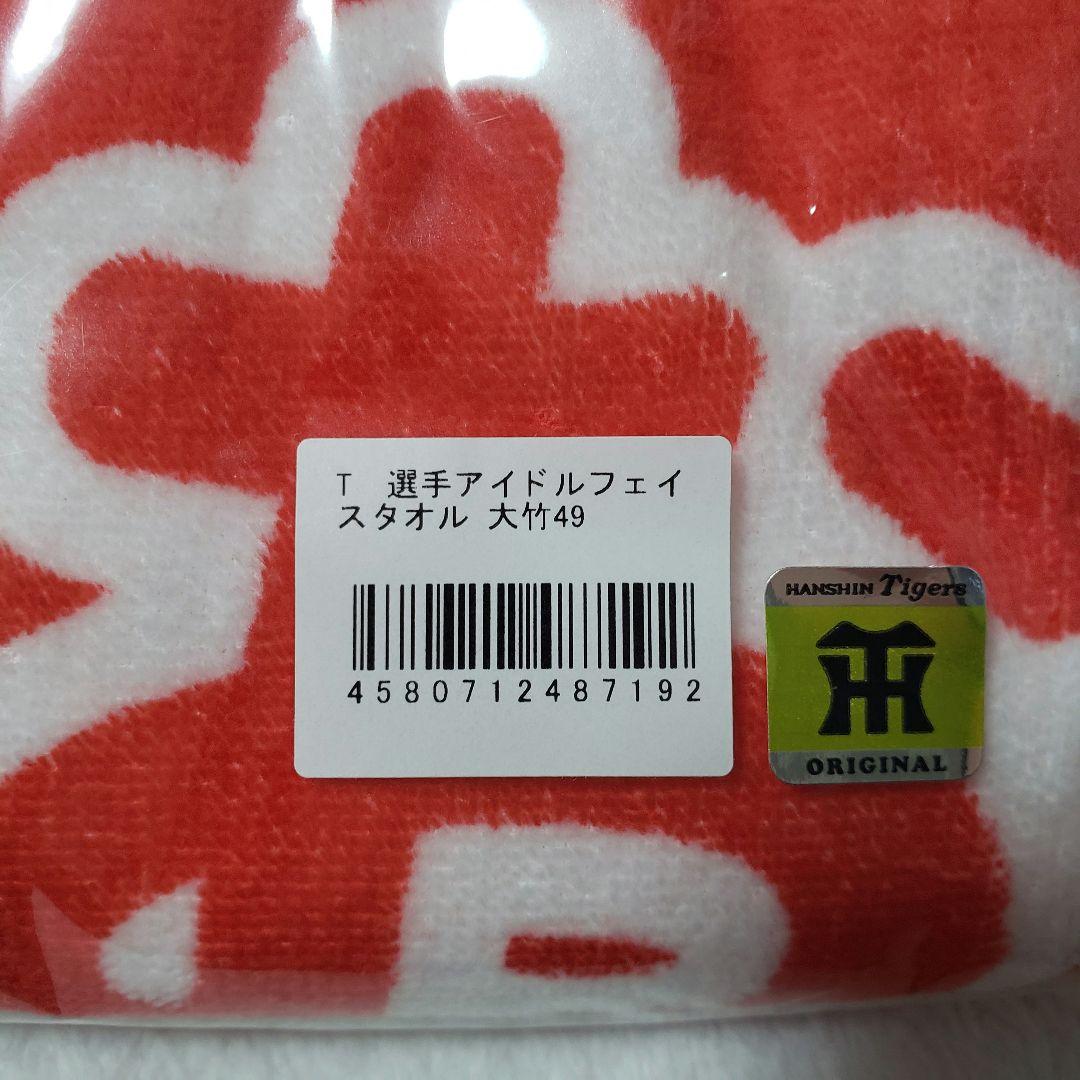 T　選手アイドルフェイ
スタオル 大竹49
4580712487192
HANSHIN Tigers
TH
ORIGINAL